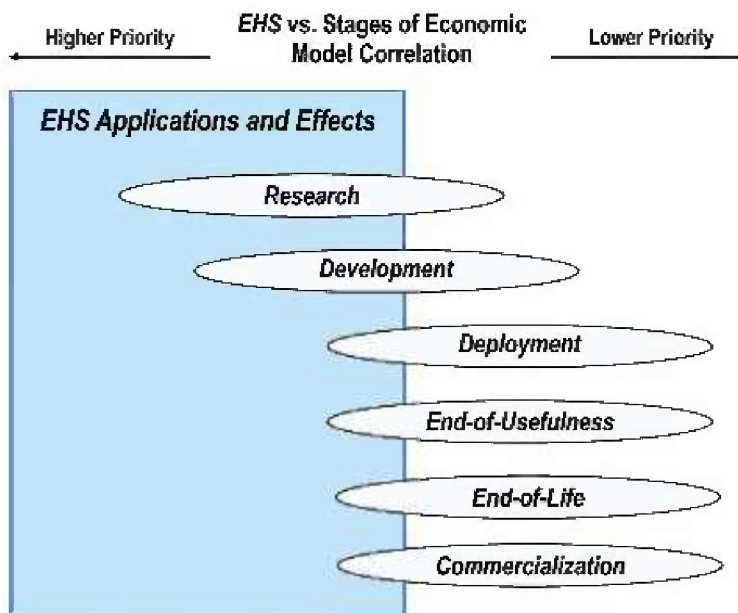 Higher Priority
EHS vs. Stages of Economic
Model Correlation
Lower Priority
EHS Applications and Effects
Research
Development
Deployment
End-of-Usefulness
End-of-Life
Commercialization